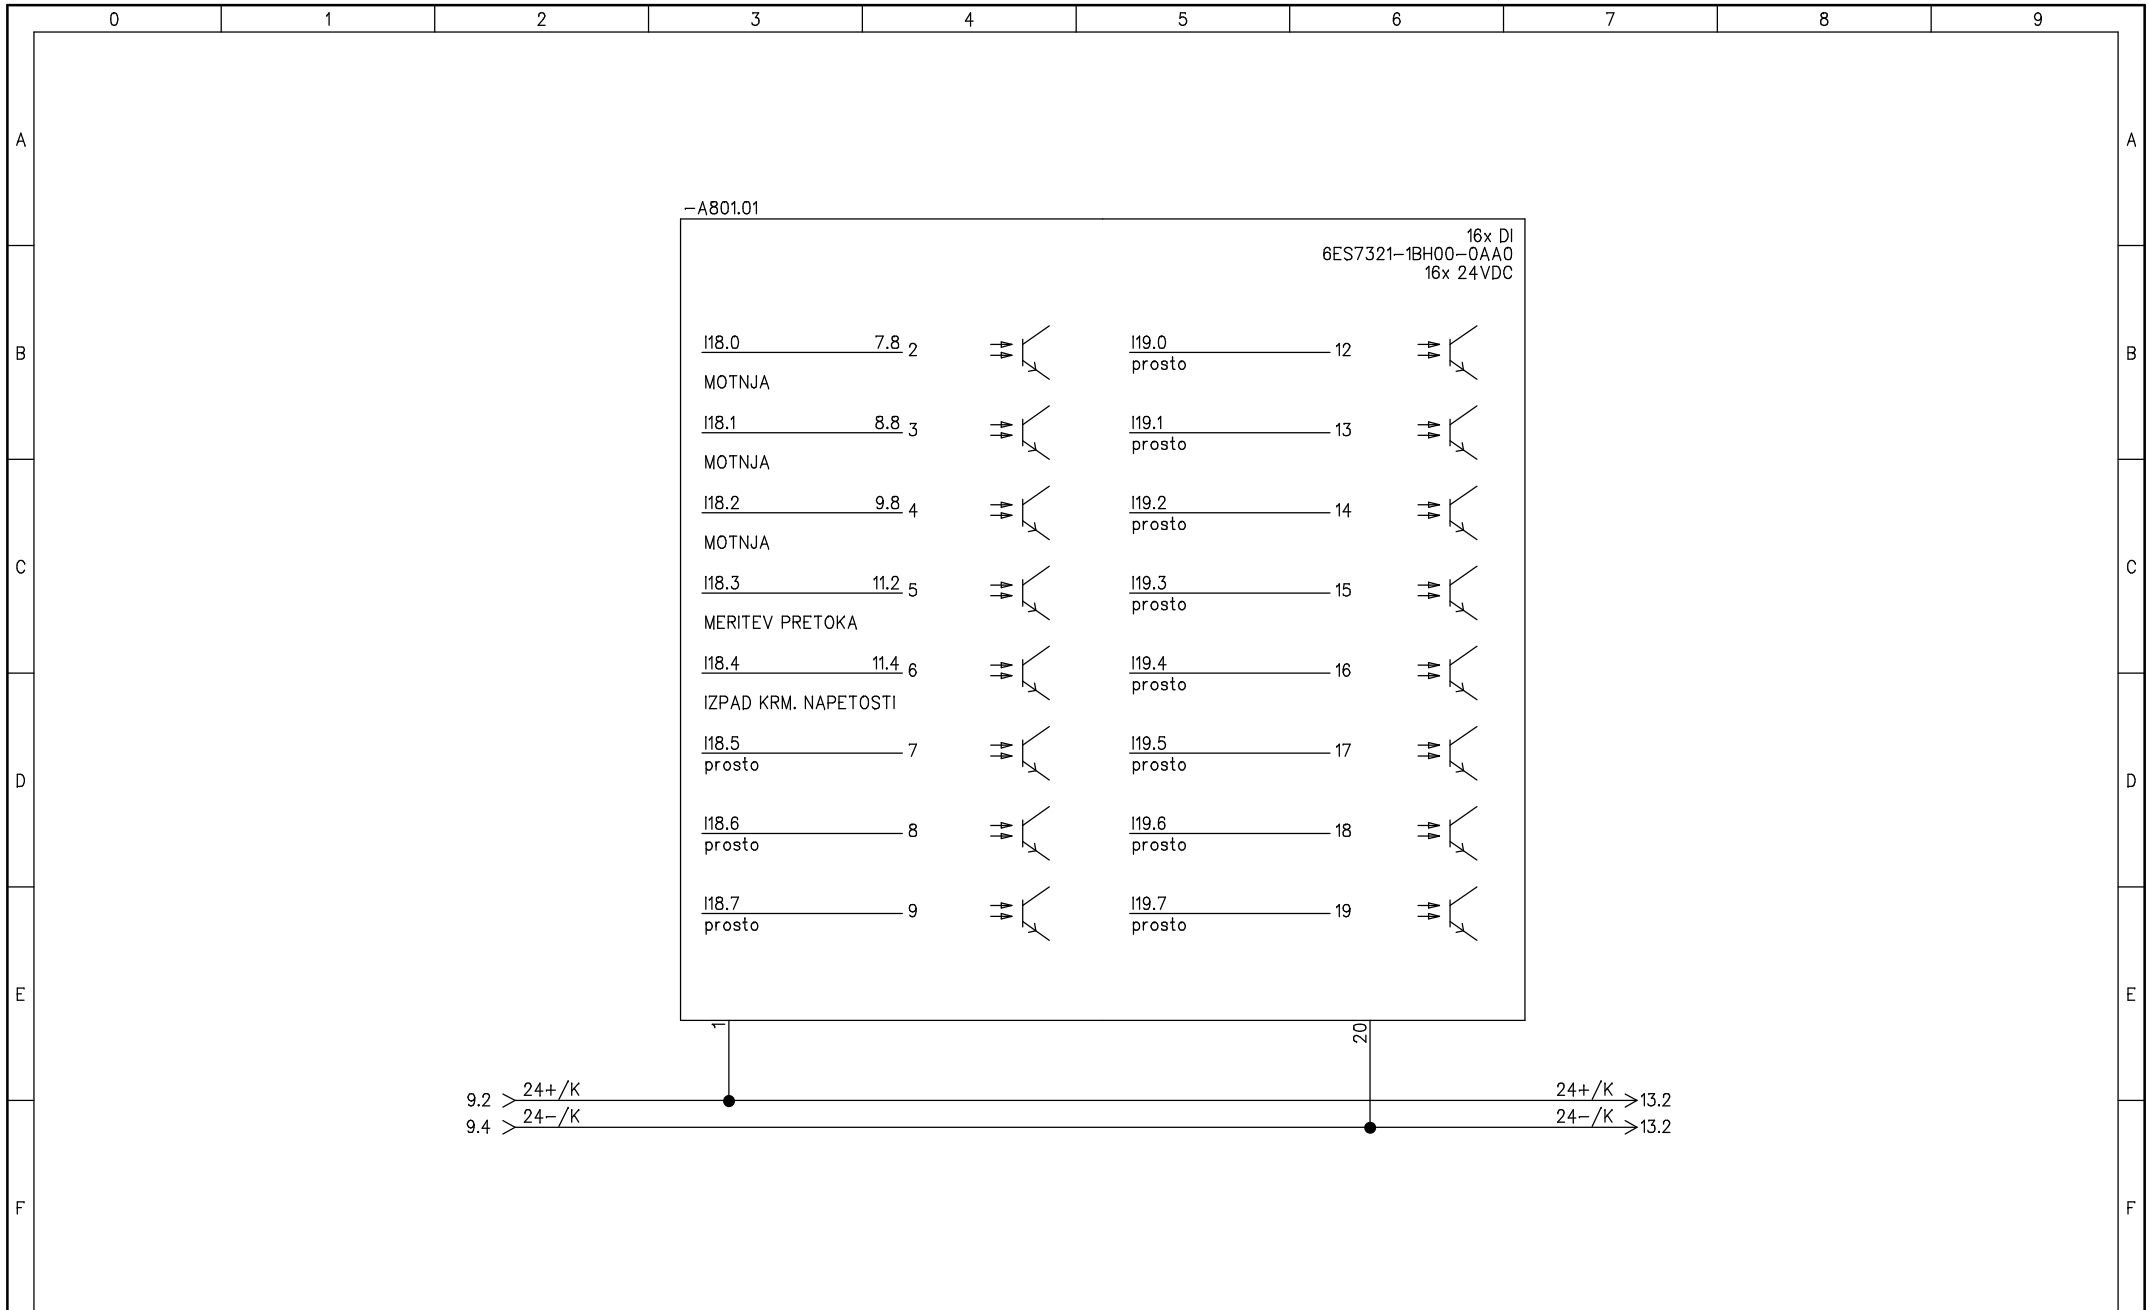 0 1 2 3 4 5 6 7 8 9
A A
-A801.01
16x DI
6ES7321-1BH00-0AA0
16x 24VDC
B B
I18.0 7.8 2 I19.0 12
prosto
MOTNJA
I18.1 8.8 3 I19.1 13
prosto
MOTNJA
I18.2 9.8 4 I19.2 14
prosto
MOTNJA
C C
I18.3 11.2 5 I19.3 15
prosto
MERITEV PRETOKA
I18.4 11.4 6 I19.4 16
prosto
IZPAD KRM. NAPETOSTI
I18.5 7 I19.5 17
prosto prosto
D D
I18.6 8 I19.6 18
prosto prosto
I18.7 9 I19.7 19
prosto prosto
E E
1 20
9.2 24+/K 24+/K 13.2
9.4 24-/K 24-/K 13.2
F F